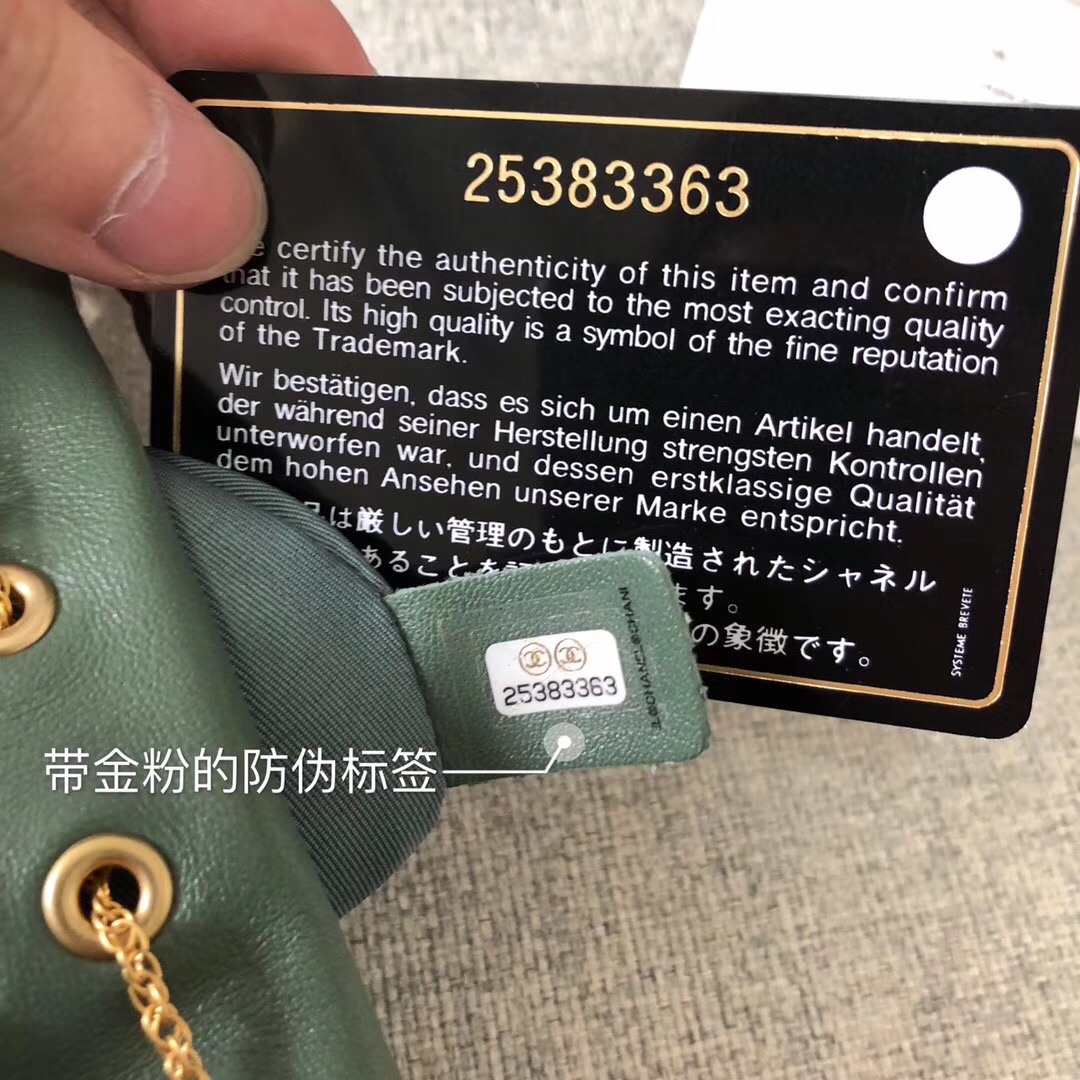 25383363
certify the authenticity of this item and confirm
that it has been subjected to the most exacting quality
control. Its high quality is a symbol of the fine reputation
of the Trademark.
Wir bestätigen, dass es sich um einen Artikel handelt,
der während seiner Herstellung strengsten Kontrollen
unterworfen war, und dessen erstklassige Qualität
dem hohen Ansehen unserer Marke entspricht.
は厳しい管理のもとに製造されたシャネル
あることを
ます。
の象徴です。
SYSTEME BREVETE
25383363
CHANEL
带金粉的防伪标签